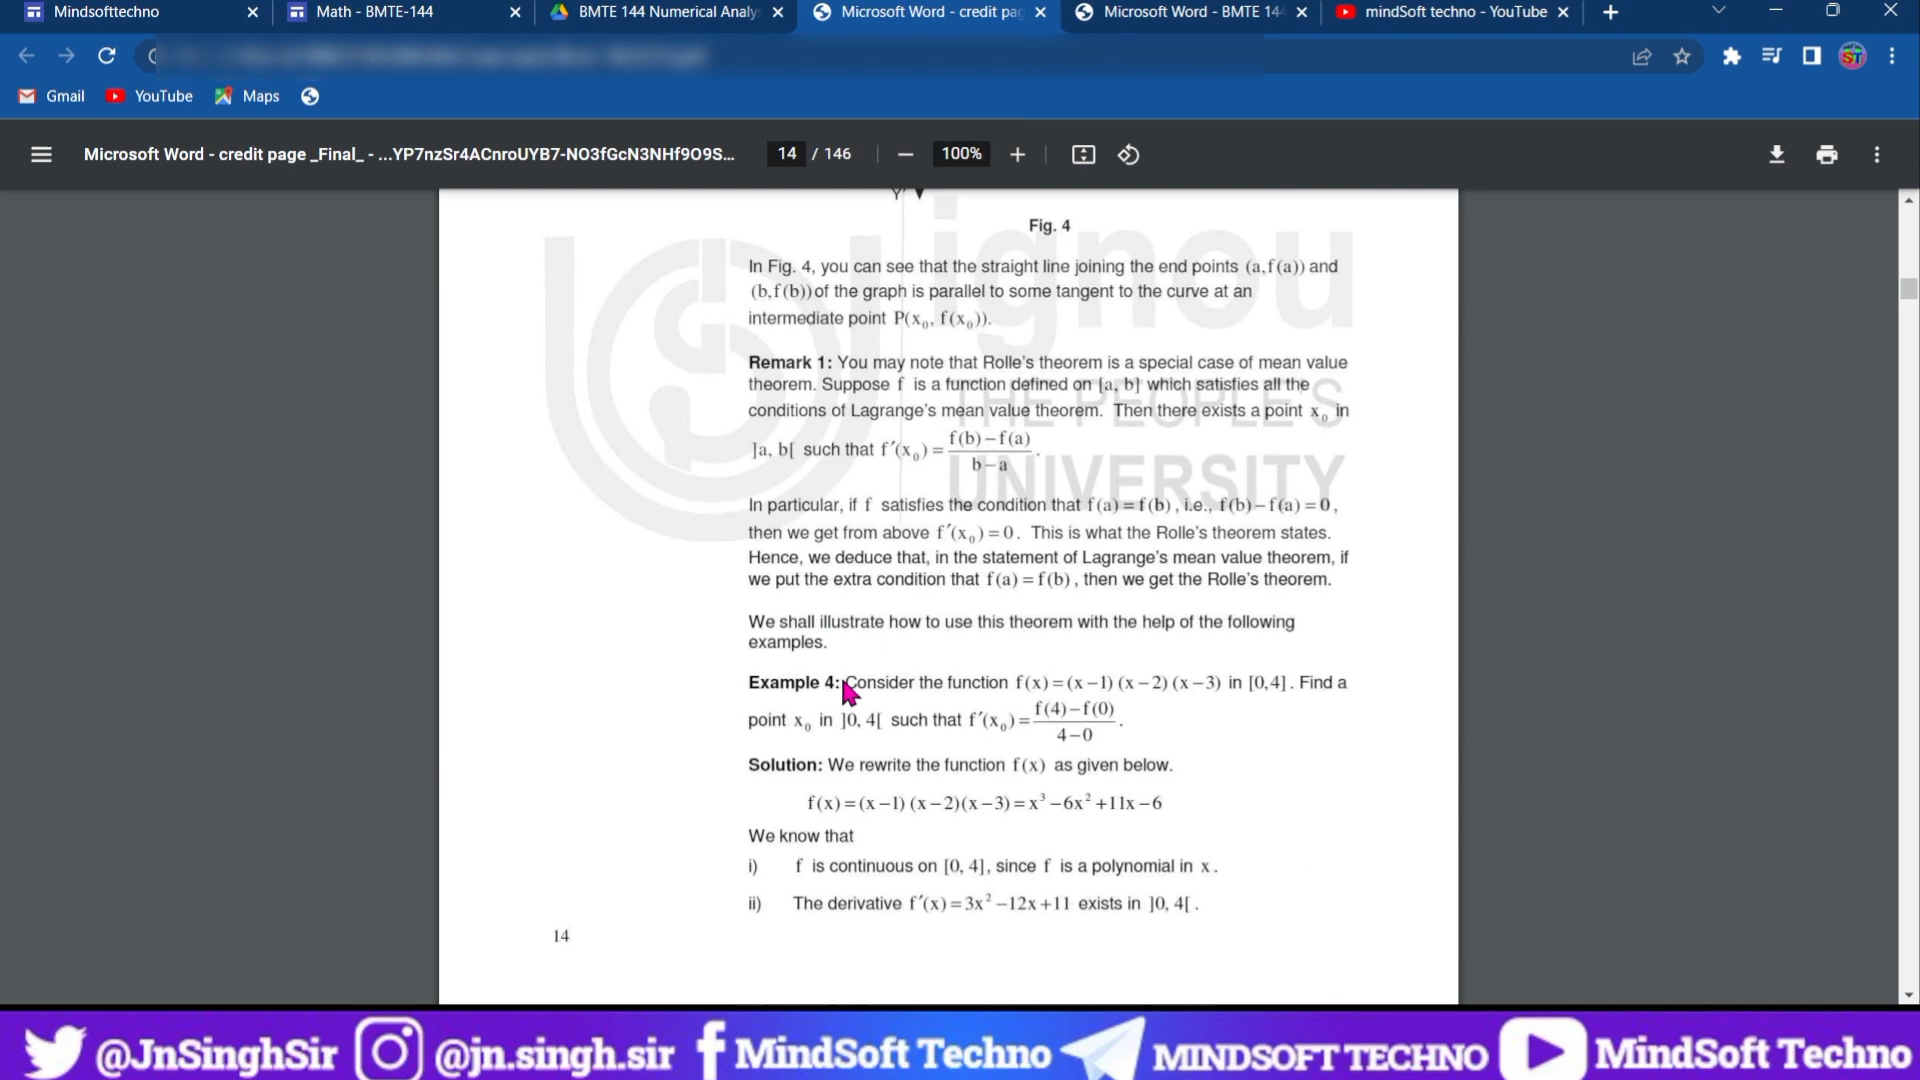 Mindsofttechno
Math - BMTE-144
BMTE 144 Numerical Analys
Microsoft Word - credit pag
Microsoft Word - BMTE 144
mindSoft techno - YouTube
Gmail
YouTube
Maps
Microsoft Word - credit page _Final_ - ...YP7nzSr4ACnroUYB7-NO3fGcN3NHf9O9S...
14 / 146
100%
Y'
Fig. 4
ignou
THE PEOPLE'S
UNIVERSITY
In Fig. 4, you can see that the straight line joining the end points (a,f(a)) and
(b,f(b)) of the graph is parallel to some tangent to the curve at an
intermediate point P(x₀, f(x₀)).
Remark 1: You may note that Rolle's theorem is a special case of mean value
theorem. Suppose f is a function defined on [a, b] which satisfies all the
conditions of Lagrange's mean value theorem. Then there exists a point x₀ in
]a, b[ such that f′(x₀) = f(b)−f(a) / b−a .
In particular, if f satisfies the condition that f(a)=f(b), i.e., f(b)−f(a)=0,
then we get from above f′(x₀)=0. This is what the Rolle's theorem states.
Hence, we deduce that, in the statement of Lagrange's mean value theorem, if
we put the extra condition that f(a)=f(b), then we get the Rolle's theorem.
We shall illustrate how to use this theorem with the help of the following
examples.
Example 4: Consider the function f(x)=(x−1)(x−2)(x−3) in [0,4]. Find a
point x₀ in ]0, 4[ such that f′(x₀)= f(4)−f(0) / 4−0 .
Solution: We rewrite the function f(x) as given below.
f(x)=(x−1)(x−2)(x−3)=x³−6x²+11x−6
We know that
i) f is continuous on [0, 4], since f is a polynomial in x.
ii) The derivative f′(x)=3x²−12x+11 exists in ]0, 4[.
14
@JnSinghSir @jn.singh.sir MindSoft Techno MINDSOFT TECHNO MindSoft Techno